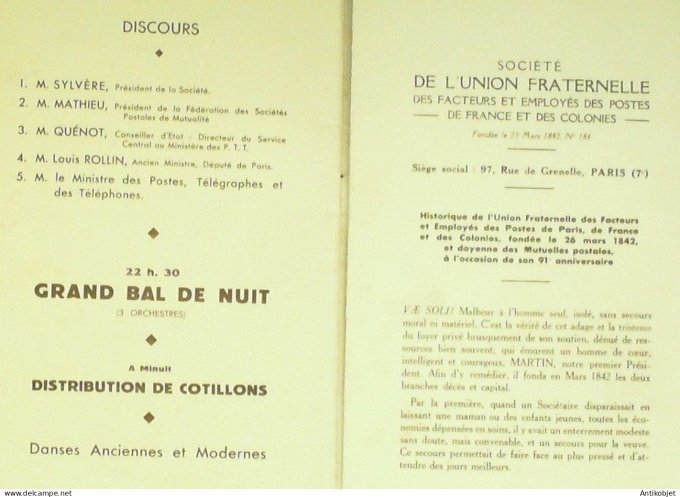 DISCOURS
1. M. SYLVÈRE, Président de la Société.
2. M. MATHIEU, Président de la Fédération des Sociétés
Postales de Mutualité
3. M. QUÉNOT, Conseiller d'Etat - Directeur du Service
Central au Ministère des P. T. T.
4. M. Louis ROLLIN, Ancien Ministre, Député de Paris.
5. M. le Ministre des Postes, Télégraphes et
des Téléphones.
22 h. 30
GRAND BAL DE NUIT
(3 ORCHESTRES)
A Minuit
DISTRIBUTION DE COTILLONS
Danses Anciennes et Modernes
SOCIÉTÉ
DE L'UNION FRATERNELLE
DES FACTEURS ET EMPLOYÉS DES POSTES
DE FRANCE ET DES COLONIES
Fondée le 25 Mars 1842, N° 184
Siège social : 97, Rue de Grenelle, PARIS (7e)
Historique de l'Union Fraternelle des Facteurs
et Employés des Postes de Paris, de France
et des Colonies, fondée le 26 mars 1842,
et doyenne des Mutuelles postales,
à l'occasion de son 91e anniversaire
VÆ SOLI! Malheur à l'homme seul, isolé, sans secours
moral ni matériel. C'est la vérité de cet adage et la tristesse
du foyer privé brusquement de son soutien, dénué de res-
sources bien souvent, qui émurent un homme de cœur,
intelligent et courageux, MARTIN, notre premier Prési-
dent. Afin d'y remédier, il fonda en Mars 1842 les deux
branches décès et capital.
Par la première, quand un Sociétaire disparaissait en
laissant une maman ou des enfants jeunes, toutes les éco-
nomies dépensées en soins, il y avait un enterrement modeste
sans doute, mais convenable, et un secours pour la veuve.
Ce secours permettait de faire face au plus pressé et d'at-
tendre des jours meilleurs.
Antikobjet